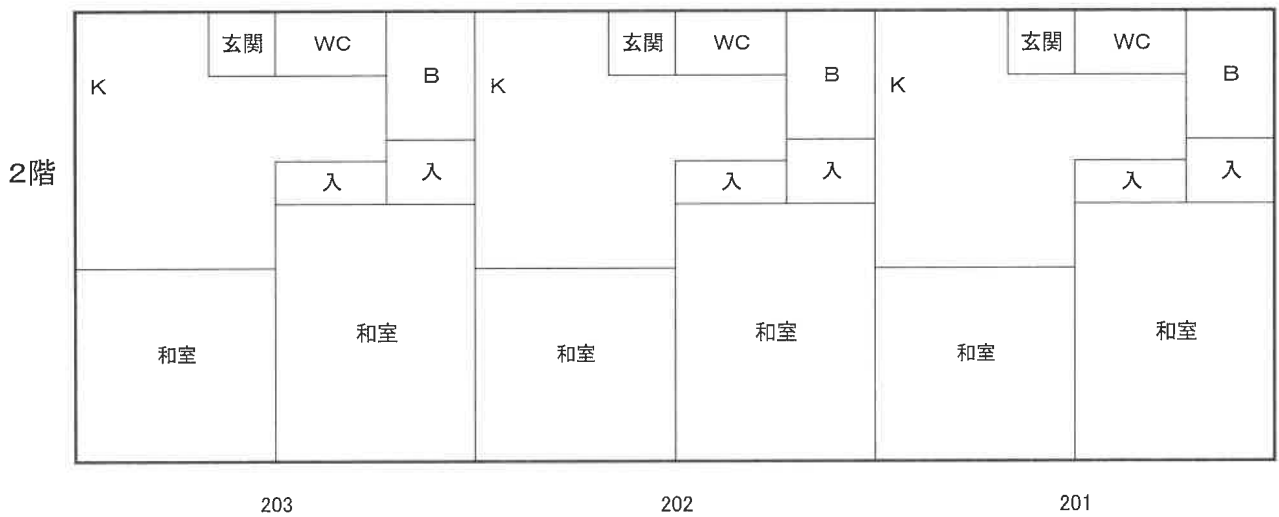 玄関 WC 玄関 WC 玄関 WC
K B K B K B
2階
入 入 入 入 入 入
和室 和室 和室 和室 和室 和室
203 202 201